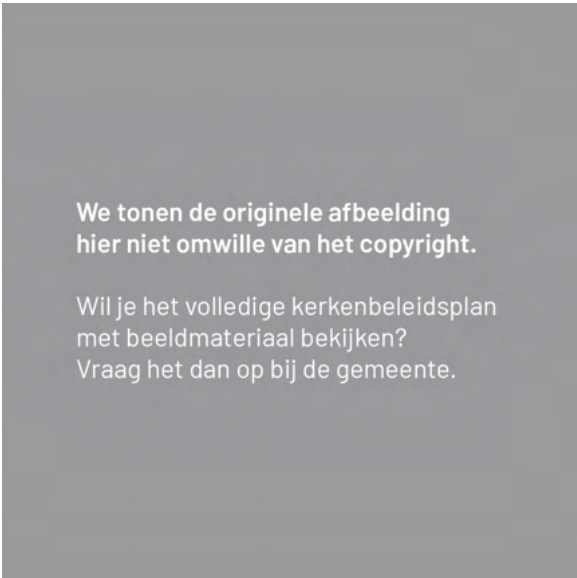 We tonen de originele afbeelding
hier niet omwille van het copyright.
Wil je het volledige kerkenbeleidsplan
met beeldmateriaal bekijken?
Vraag het dan op bij de gemeente.